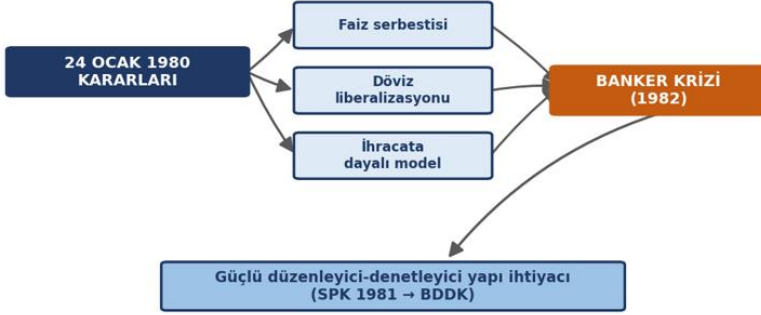 24 OCAK 1980
KARARLARI
Faiz serbestisi
Döviz
liberalizasyonu
İhracata
dayalı model
BANKER KRİZİ
(1982)
Güçlü düzenleyici-denetleyici yapı ihtiyacı
(SPK 1981 → BDDK)